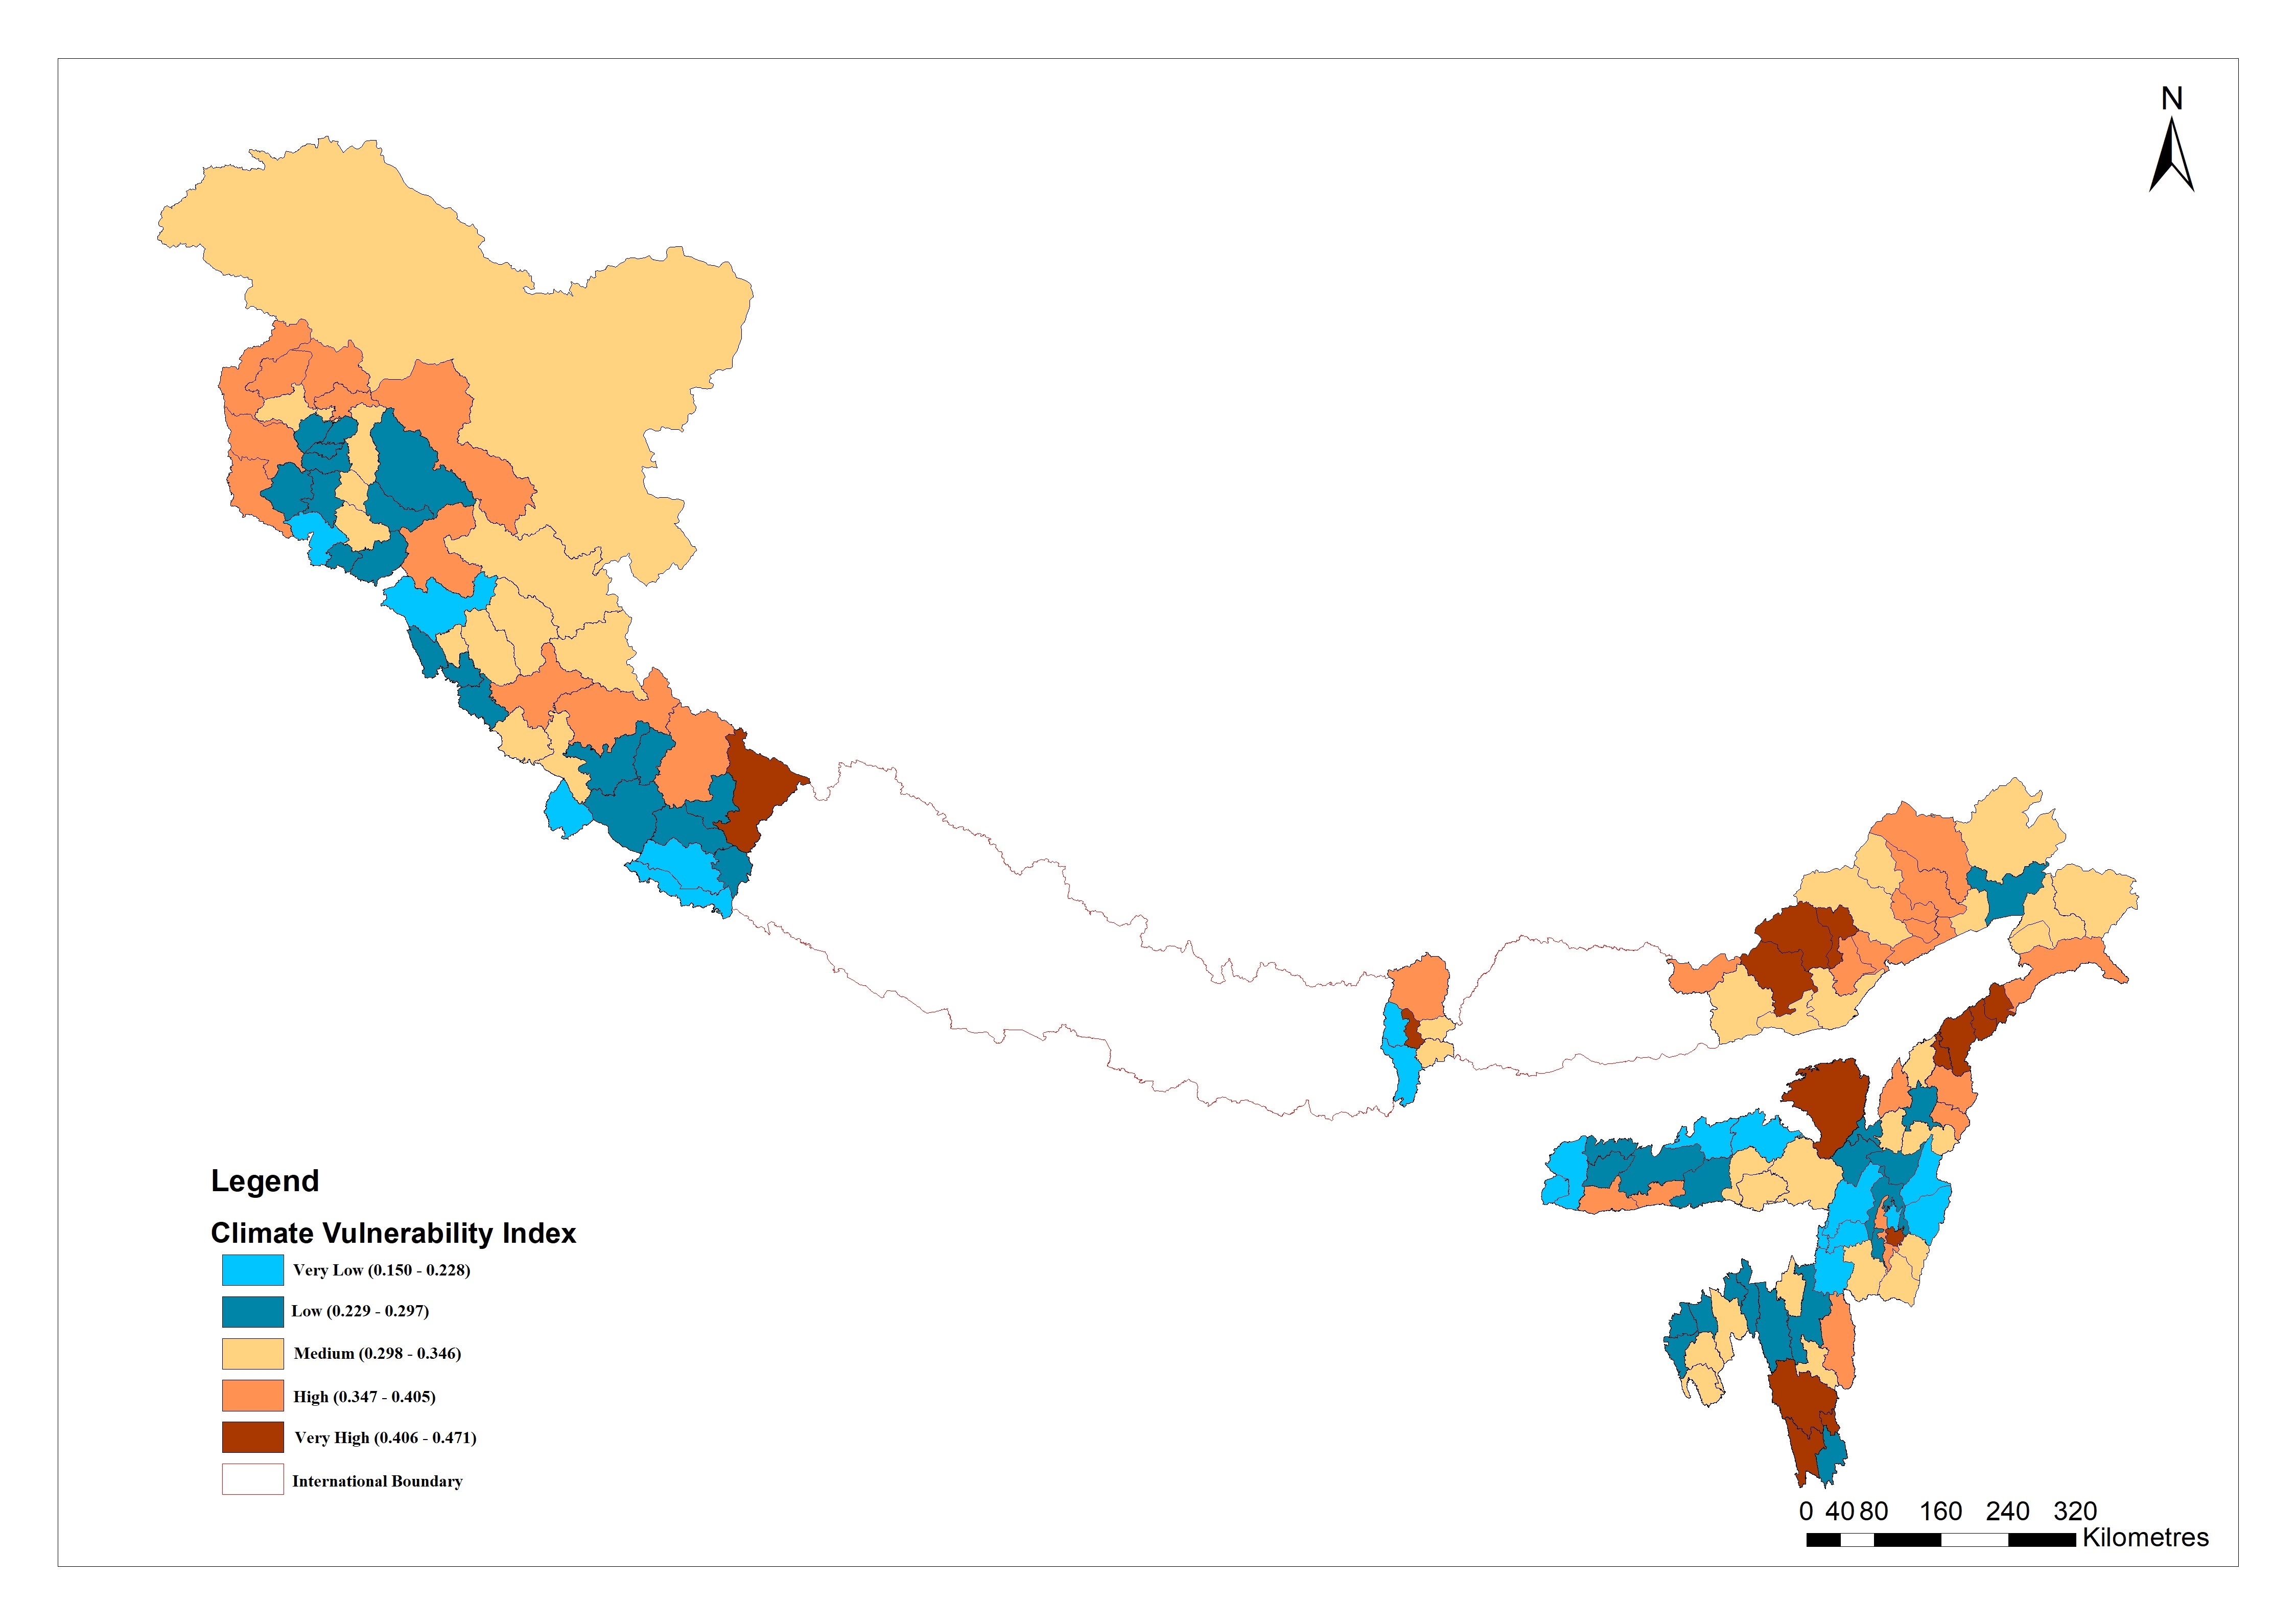 N
Legend
Climate Vulnerability Index
Very Low (0.150 - 0.228)
Low (0.229 - 0.297)
Medium (0.298 - 0.346)
High (0.347 - 0.405)
Very High (0.406 - 0.471)
International Boundary
0 40 80 160 240 320
Kilometres